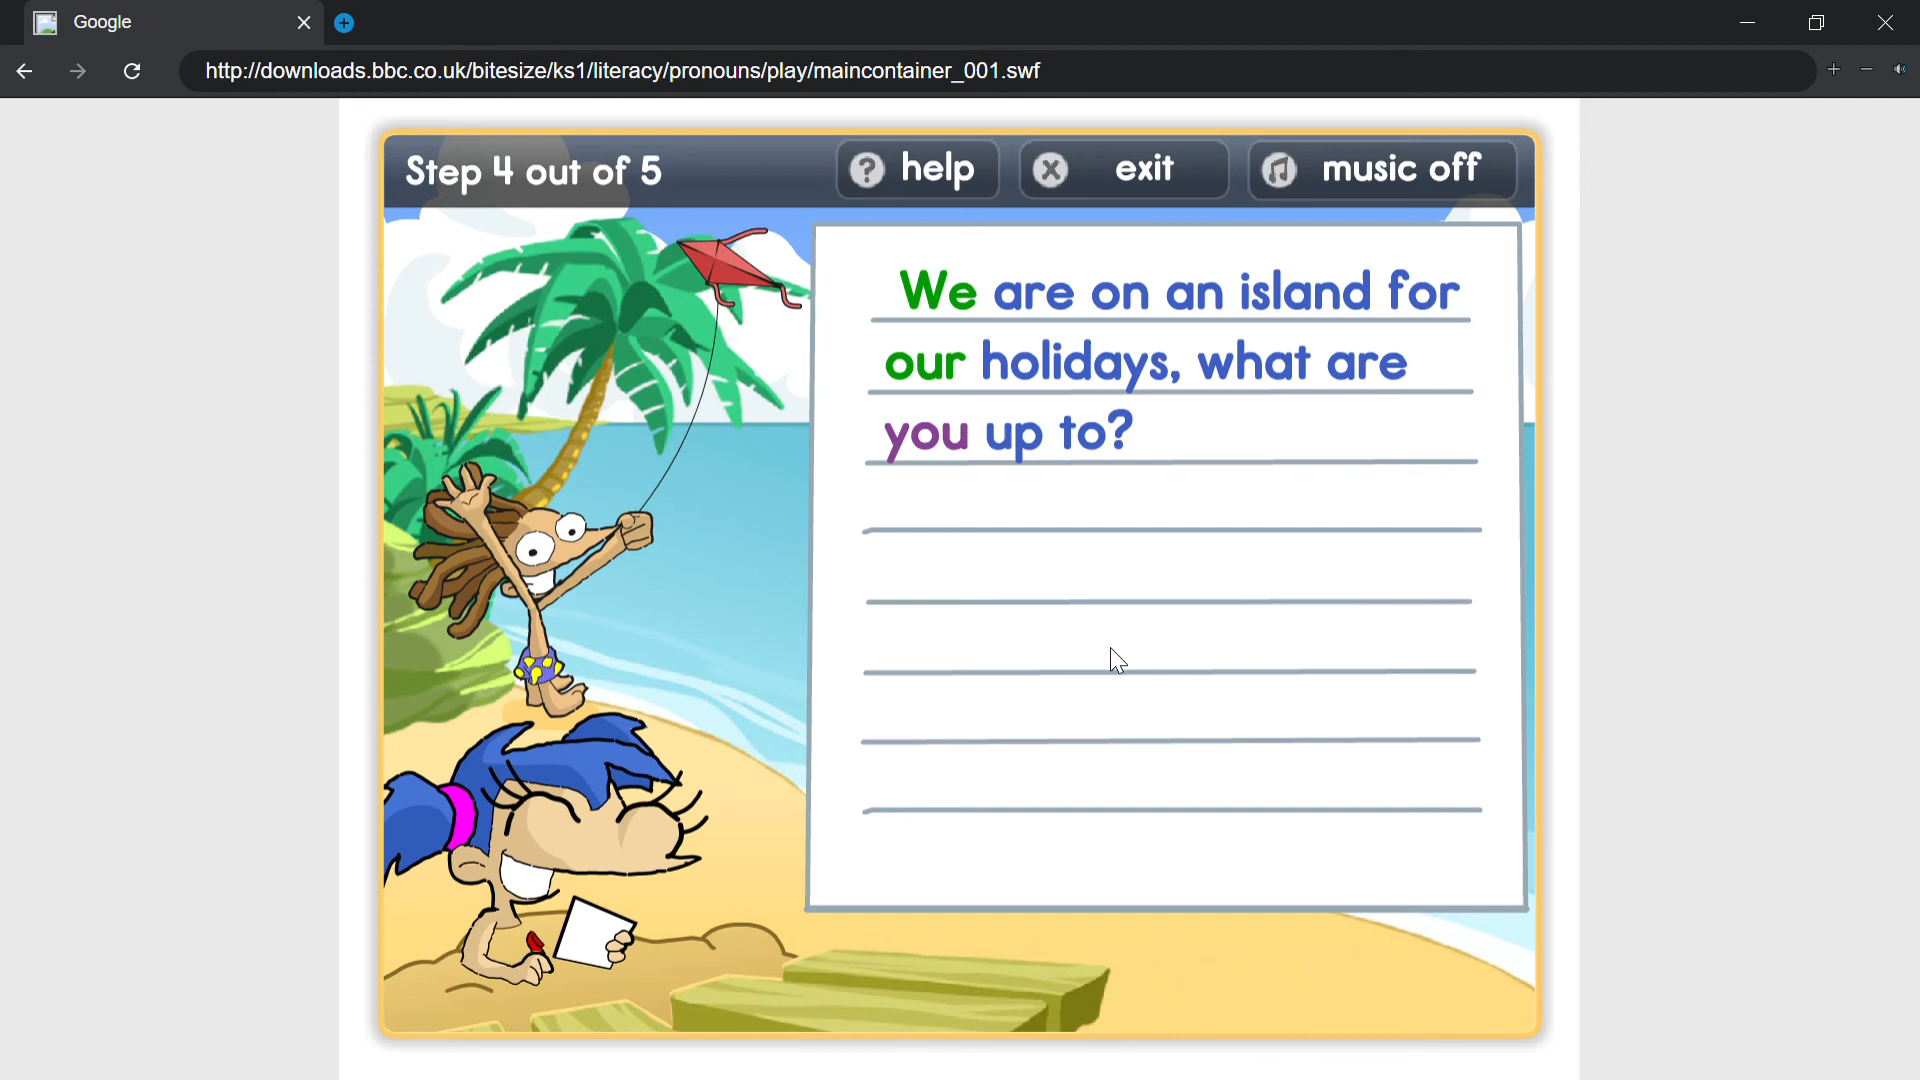 Google
http://downloads.bbc.co.uk/bitesize/ks1/literacy/pronouns/play/maincontainer_001.swf
Step 4 out of 5
? help
x exit
music off
We are on an island for
our holidays, what are
you up to?